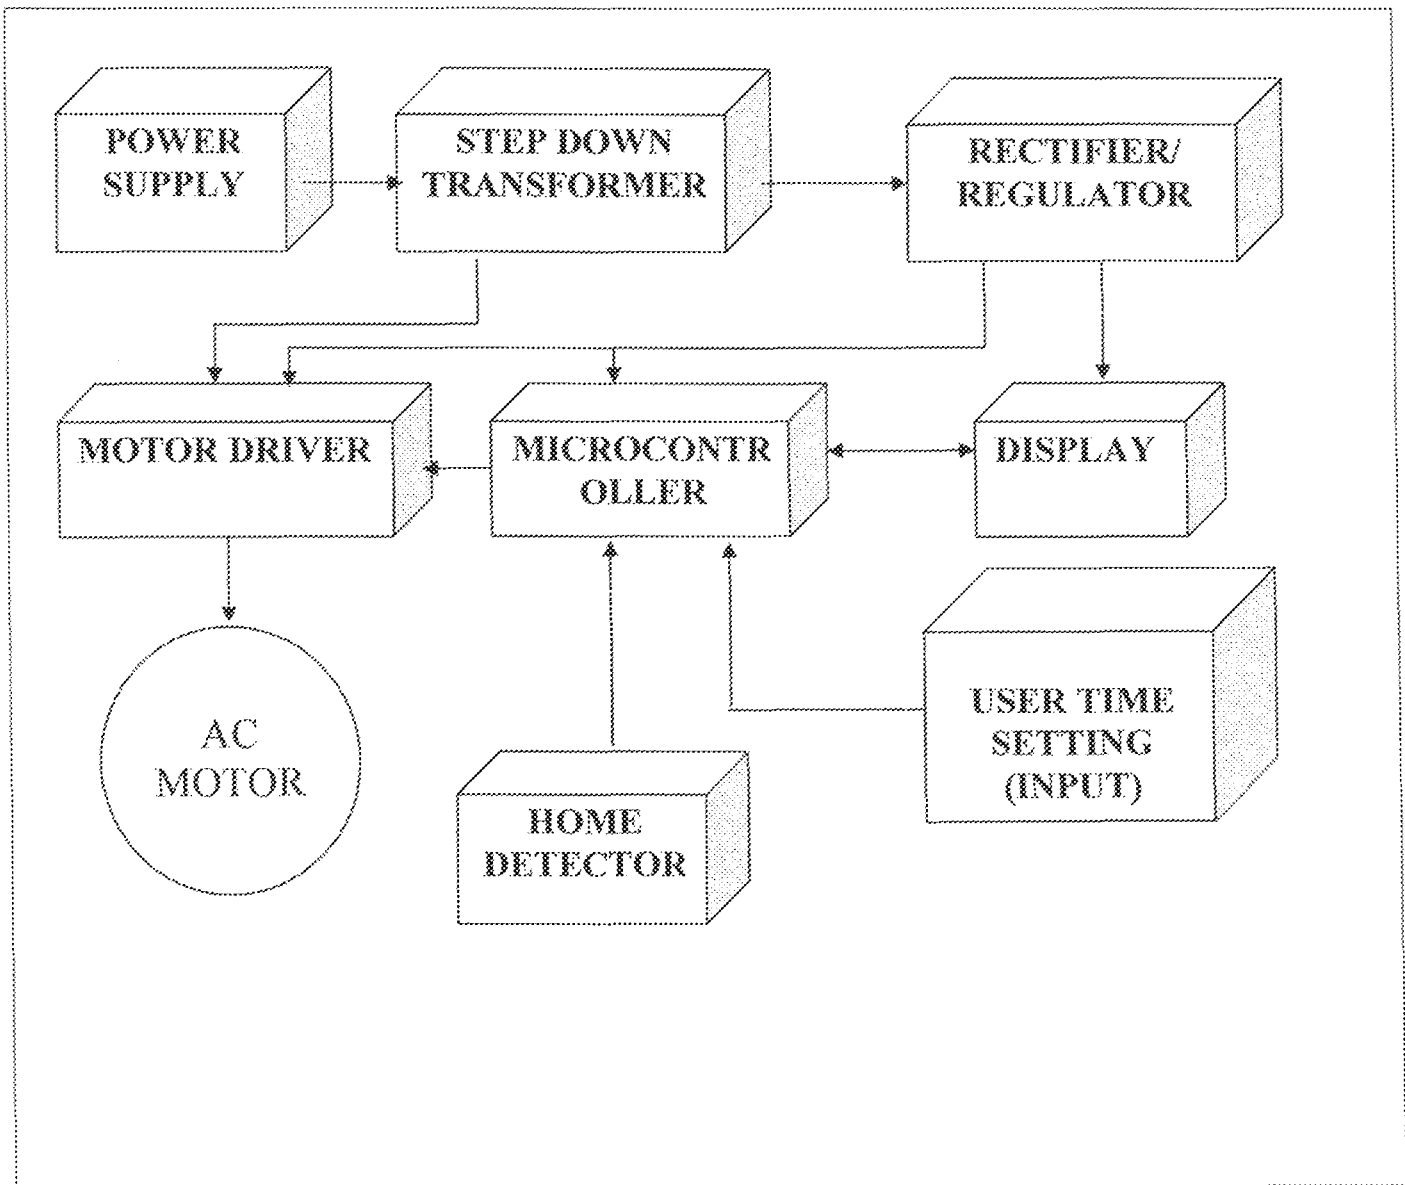 POWER
SUPPLY
STEP DOWN
TRANSFORMER
RECTIFIER/
REGULATOR
MOTOR DRIVER
MICROCONTR
OLLER
DISPLAY
AC
MOTOR
HOME
DETECTOR
USER TIME
SETTING
(INPUT)